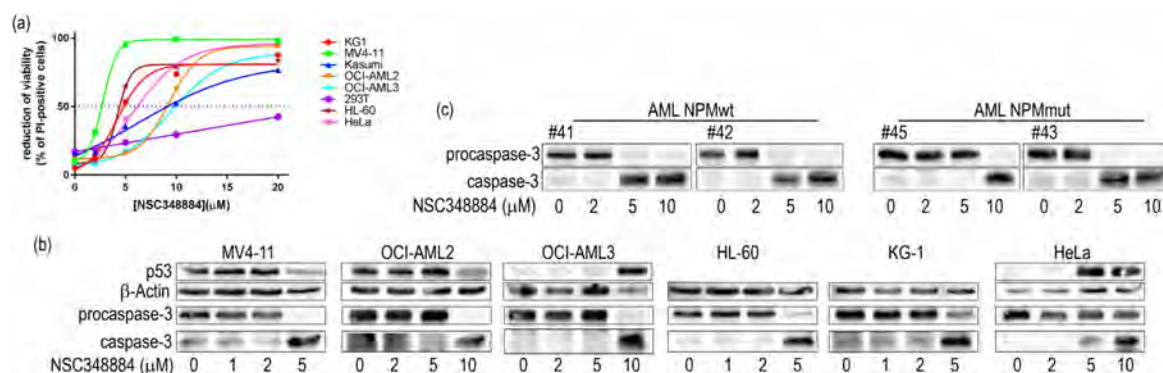 (a)
100
50
0
0
5
10
15
20
reduction of viability
(% of PI-positive cells)
[NSC348884](μM)
KG1
MV4-11
Kasumi
OCI-AML2
OCI-AML3
293T
HL-60
HeLa
(c)
AML NPMwt
AML NPMmut
#41
#42
#45
#43
procaspase-3
caspase-3
NSC348884 (μM) 0 2 5 10 0 2 5 10 0 2 5 10 0 2 5 10
(b)
MV4-11
OCI-AML2
OCI-AML3
HL-60
KG-1
HeLa
p53
β-Actin
procaspase-3
caspase-3
NSC348884 (μM) 0 1 2 5 0 2 5 10 0 2 5 10 0 1 2 5 0 1 2 5 0 2 5 10